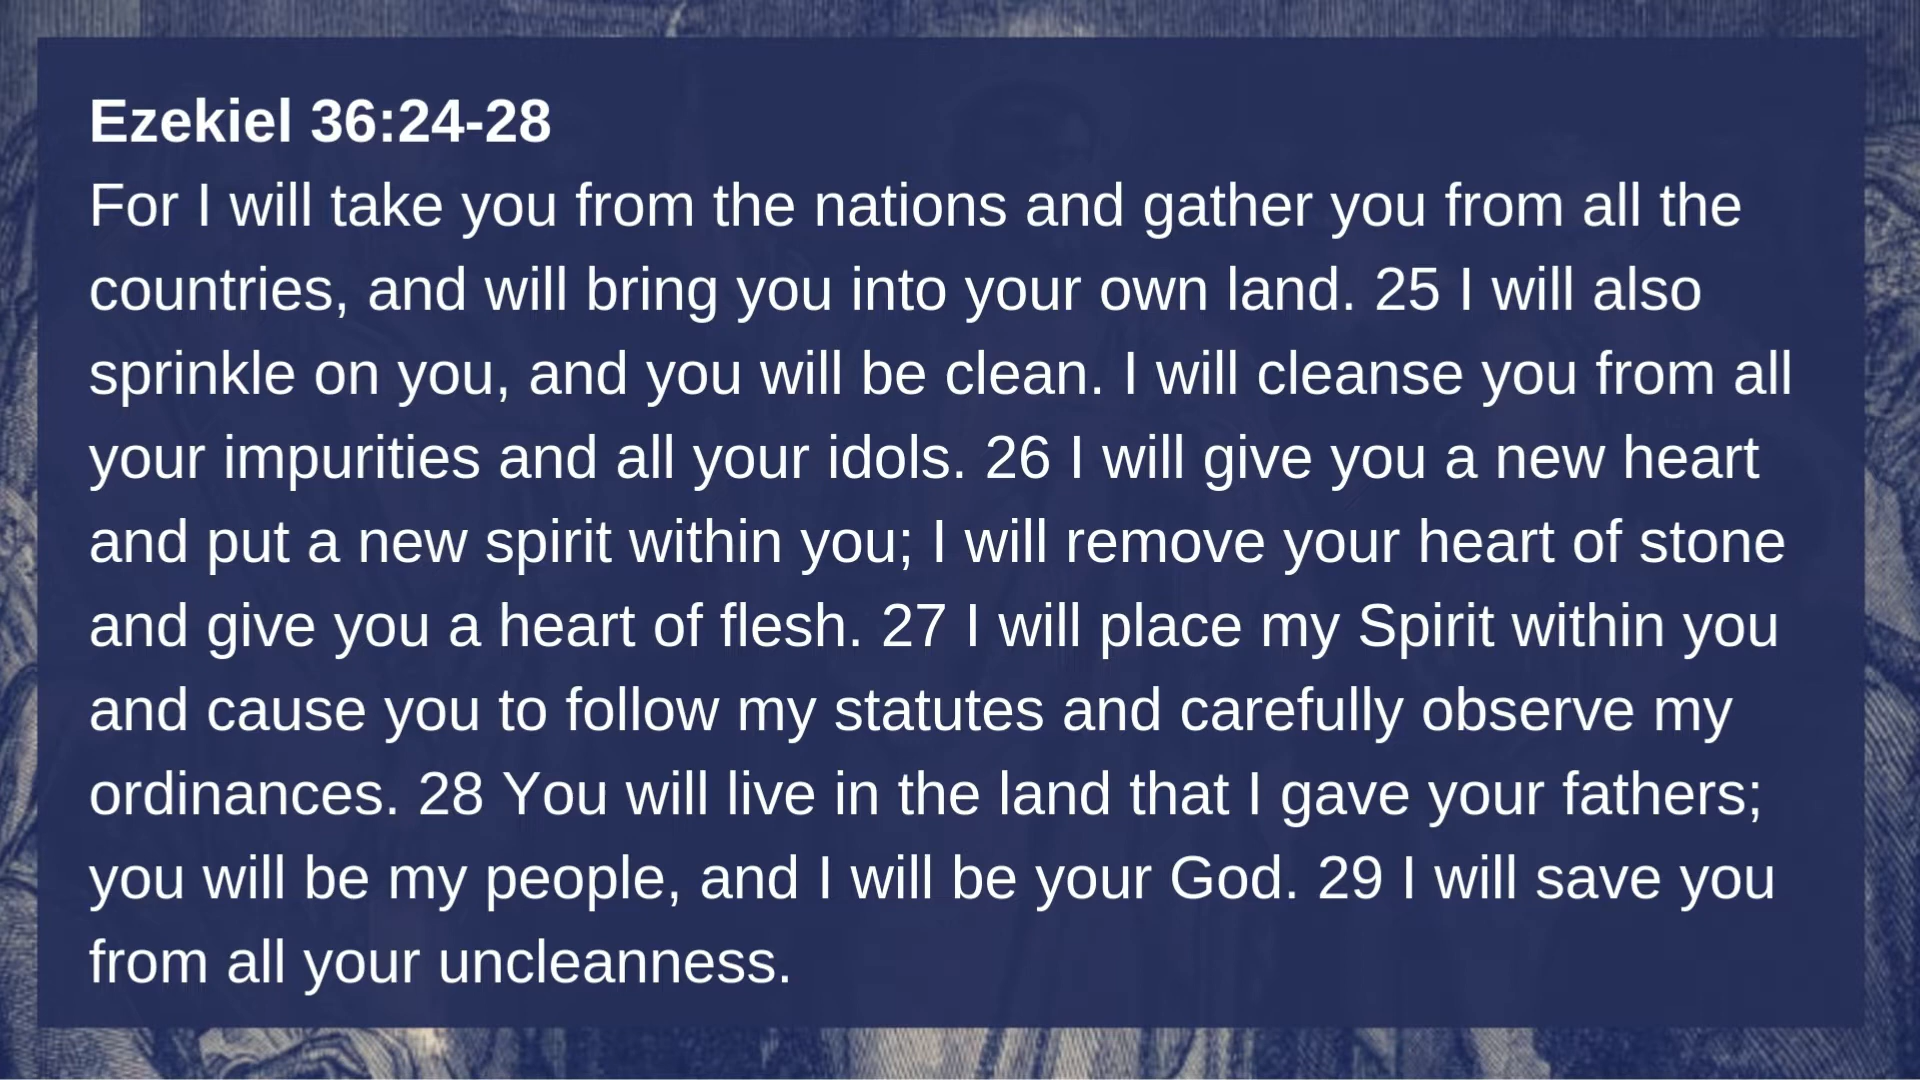 Ezekiel 36:24-28
For I will take you from the nations and gather you from all the
countries, and will bring you into your own land. 25 I will also
sprinkle on you, and you will be clean. I will cleanse you from all
your impurities and all your idols. 26 I will give you a new heart
and put a new spirit within you; I will remove your heart of stone
and give you a heart of flesh. 27 I will place my Spirit within you
and cause you to follow my statutes and carefully observe my
ordinances. 28 You will live in the land that I gave your fathers;
you will be my people, and I will be your God. 29 I will save you
from all your uncleanness.